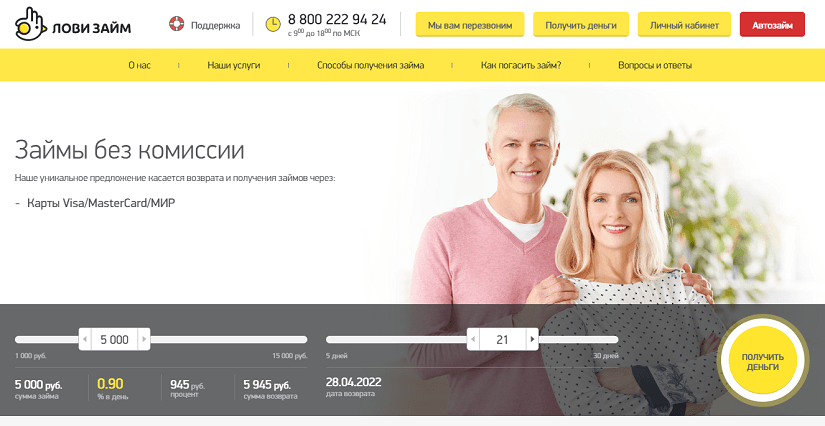 ЛОВИ ЗАЙМ
Поддержка
8 800 222 94 24
с 9⁰⁰ до 18⁰⁰ по МСК
Мы вам перезвоним
Получить деньги
Личный кабинет
Автозайм
О нас
Наши услуги
Способы получения займа
Как погасить займ?
Вопросы и ответы
Займы без комиссии
Наше уникальное предложение касается возврата и получения займов через:
- Карты Visa/MasterCard/МИР
5 000
1 000 руб.
15 000 руб.
21
5 дней
30 дней
5 000 руб.
сумма займа
0.90
% в день
945 руб.
процент
5 945 руб.
сумма возврата
28.04.2022
дата возврата
ПОЛУЧИТЬ
ДЕНЬГИ